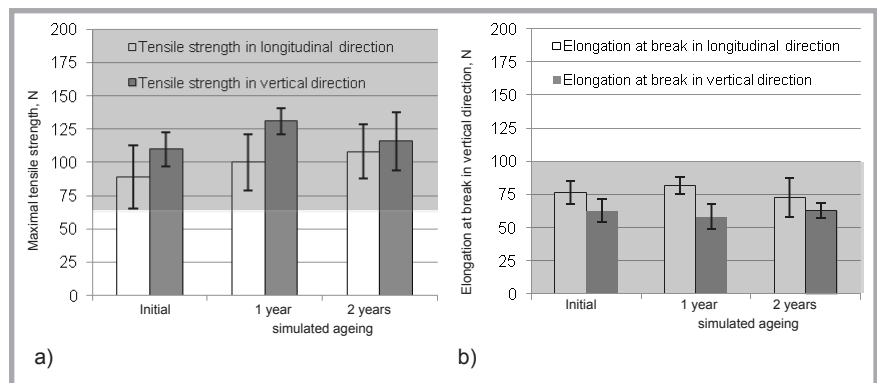 Maximal tensile strength, N
200
175
150
125
100
75
50
25
0
Tensile strength in longitudinal direction
Tensile strength in vertical direction
Initial
1 year
2 years
simulated ageing
a)
Elongation at break in vertical direction, N
200
175
150
125
100
75
50
25
0
Elongation at break in longitudinal direction
Elongation at break in vertical direction
Initial
1 year
2 years
simulated ageing
b)